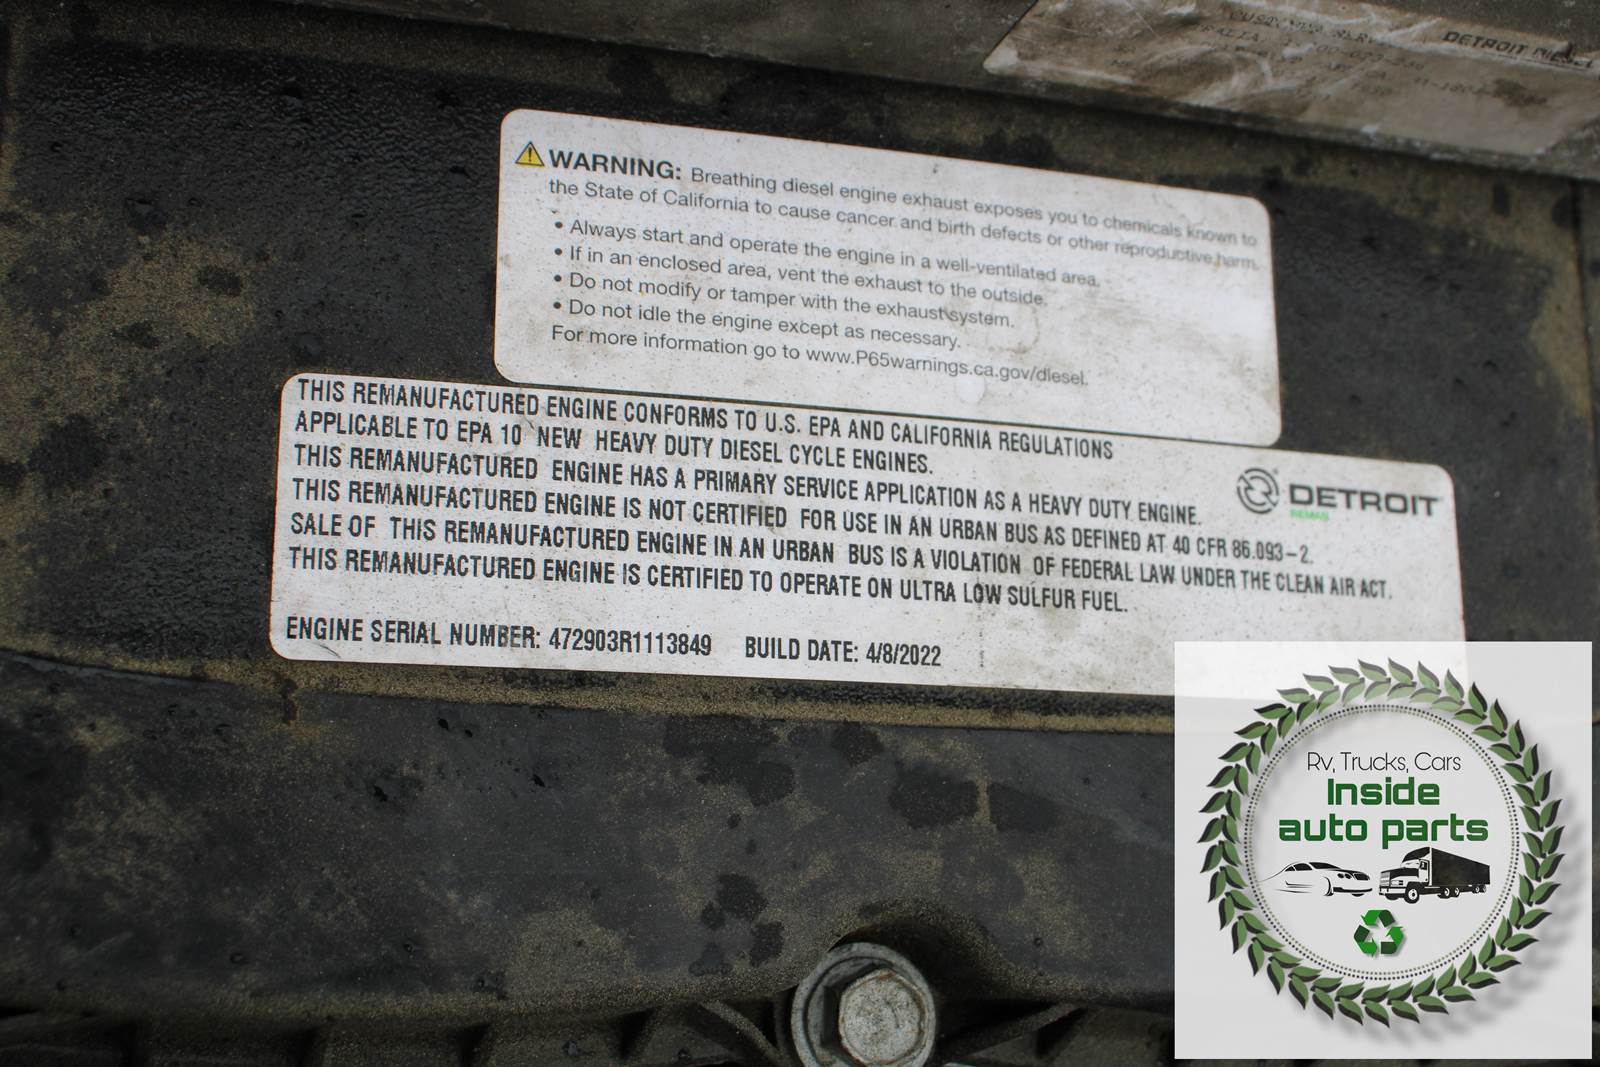 CUSTOMER
DETROIT DIESEL
WARNING: Breathing diesel engine exhaust exposes you to chemicals known to
the State of California to cause cancer and birth defects or other reproductive harm.
• Always start and operate the engine in a well-ventilated area.
• If in an enclosed area, vent the exhaust to the outside.
• Do not modify or tamper with the exhaust system.
• Do not idle the engine except as necessary.
For more information go to www.P65warnings.ca.gov/diesel.
THIS REMANUFACTURED ENGINE CONFORMS TO U.S. EPA AND CALIFORNIA REGULATIONS
APPLICABLE TO EPA 10 NEW HEAVY DUTY DIESEL CYCLE ENGINES.
THIS REMANUFACTURED ENGINE HAS A PRIMARY SERVICE APPLICATION AS A HEAVY DUTY ENGINE.
THIS REMANUFACTURED ENGINE IS NOT CERTIFIED FOR USE IN AN URBAN BUS AS DEFINED AT 40 CFR 86.093-2.
SALE OF THIS REMANUFACTURED ENGINE IN AN URBAN BUS IS A VIOLATION OF FEDERAL LAW UNDER THE CLEAN AIR ACT.
THIS REMANUFACTURED ENGINE IS CERTIFIED TO OPERATE ON ULTRA LOW SULFUR FUEL.
DETROIT
REMAN
ENGINE SERIAL NUMBER: 472903R1113849 BUILD DATE: 4/8/2022
Rv, Trucks, Cars
Inside
auto parts